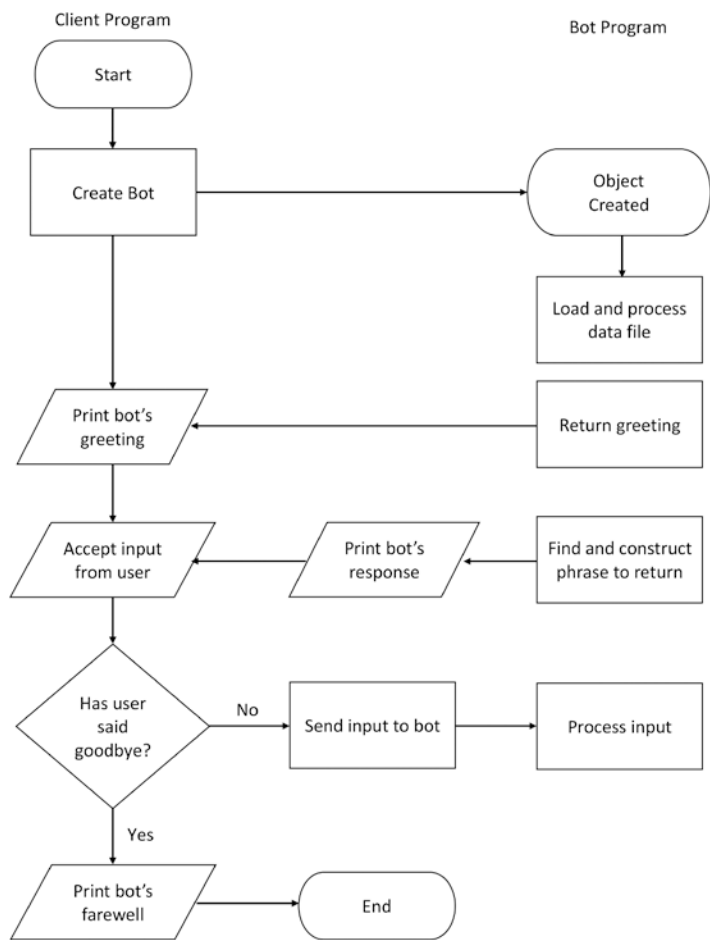 Client Program
Bot Program
Start
Create Bot
Object
Created
Load and process
data file
Print bot's
greeting
Return greeting
Accept input
from user
Print bot's
response
Find and construct
phrase to return
Has user
said
goodbye?
No
Send input to bot
Process input
Yes
Print bot's
farewell
End